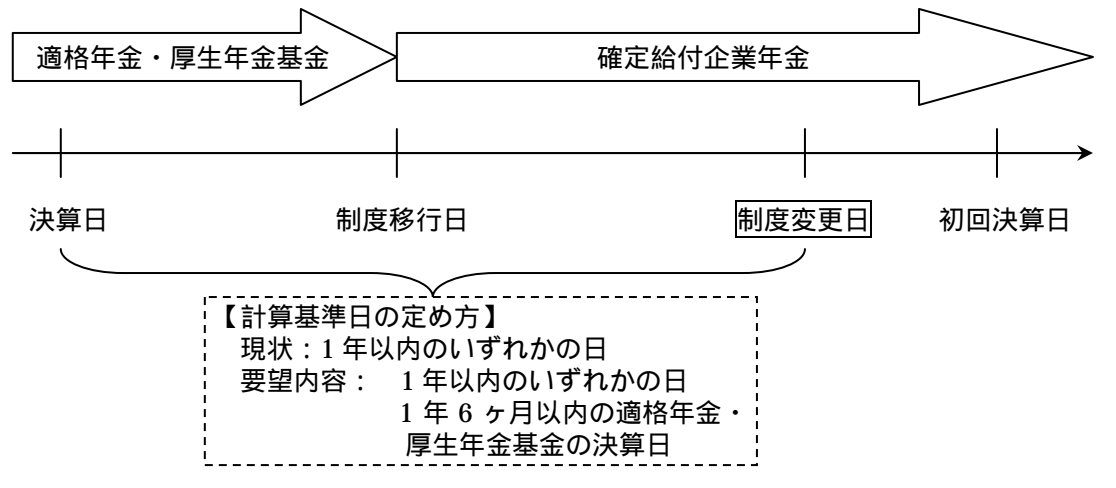 適格年金・厚生年金基金
確定給付企業年金
決算日
制度移行日
制度変更日
初回決算日
【計算基準日の定め方】
現状：1 年以内のいずれかの日
要望内容： 1 年以内のいずれかの日
1 年 6 ヶ月以内の適格年金・
厚生年金基金の決算日